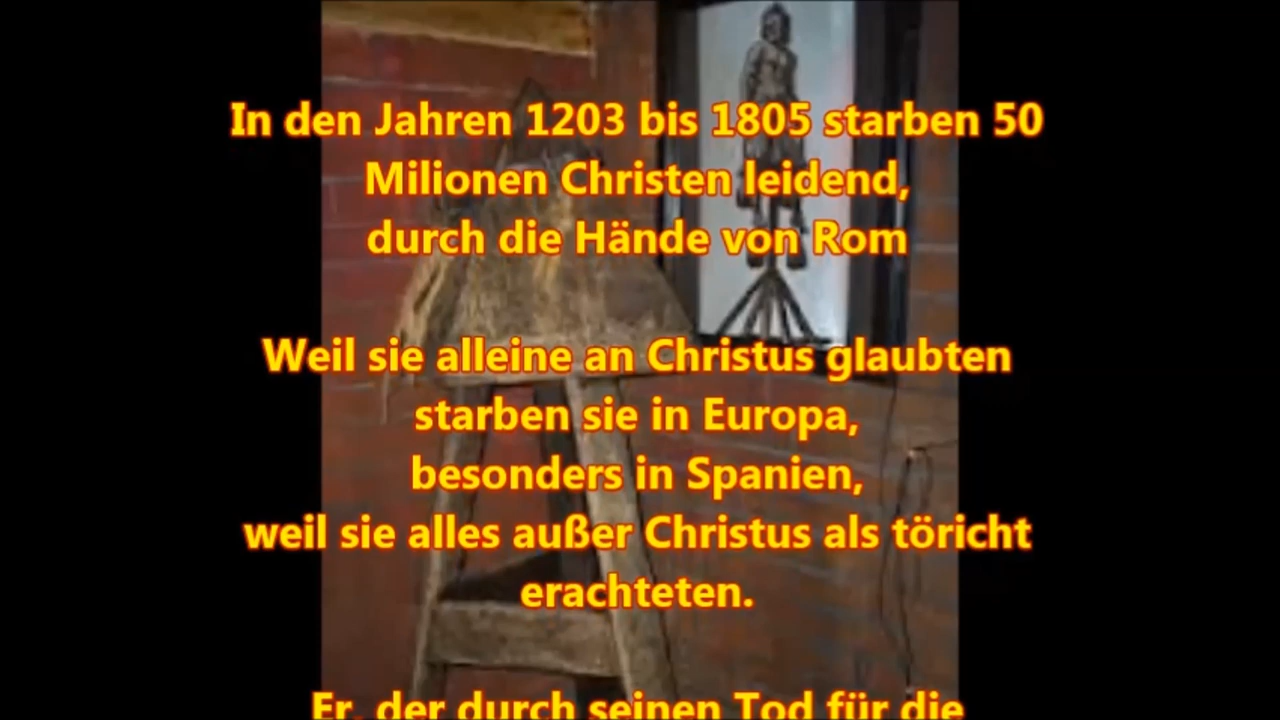 In den Jahren 1203 bis 1805 starben 50
Milionen Christen leidend,
durch die Hände von Rom
Weil sie alleine an Christus glaubten
starben sie in Europa,
besonders in Spanien,
weil sie alles außer Christus als töricht
erachteten.
Er, der durch seinen Tod für die